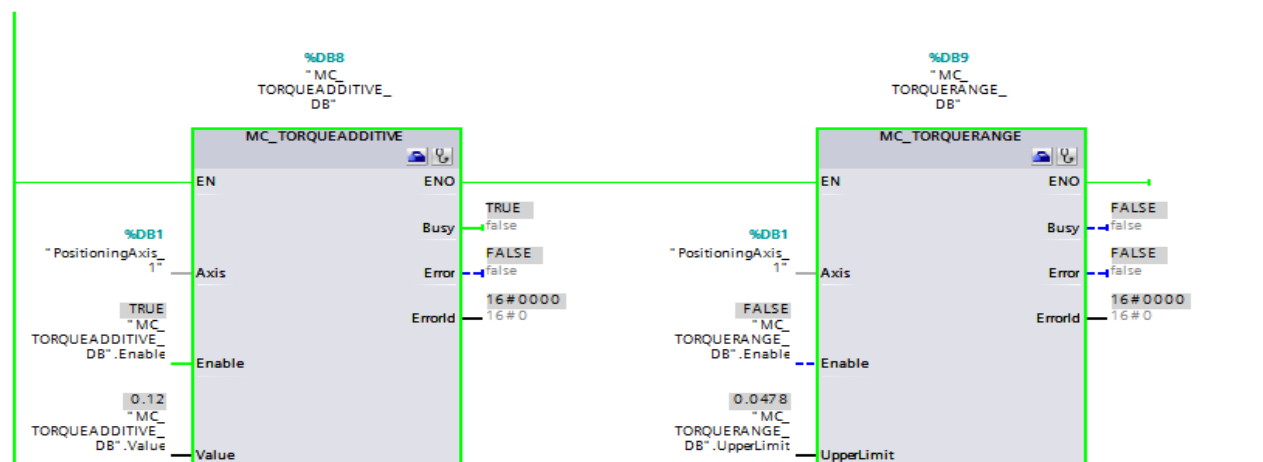 %DB8
"MC_
TORQUEADDITIVE_
DB"
MC_TORQUEADDITIVE
EN
ENO
TRUE
Busy
false
%DB1
"PositioningAxis_
1"
Axis
FALSE
Error
false
TRUE
"MC_
TORQUEADDITIVE_
DB".Enable
Enable
16#0000
ErrorId
16#0
0.12
"MC_
TORQUEADDITIVE_
DB".Value
Value
%DB9
"MC_
TORQUERANGE_
DB"
MC_TORQUERANGE
EN
ENO
FALSE
Busy
false
%DB1
"PositioningAxis_
1"
Axis
FALSE
Error
false
FALSE
"MC_
TORQUERANGE_
DB".Enable
Enable
16#0000
ErrorId
16#0
0.0478
"MC_
TORQUERANGE_
DB".UpperLimit
UpperLimit